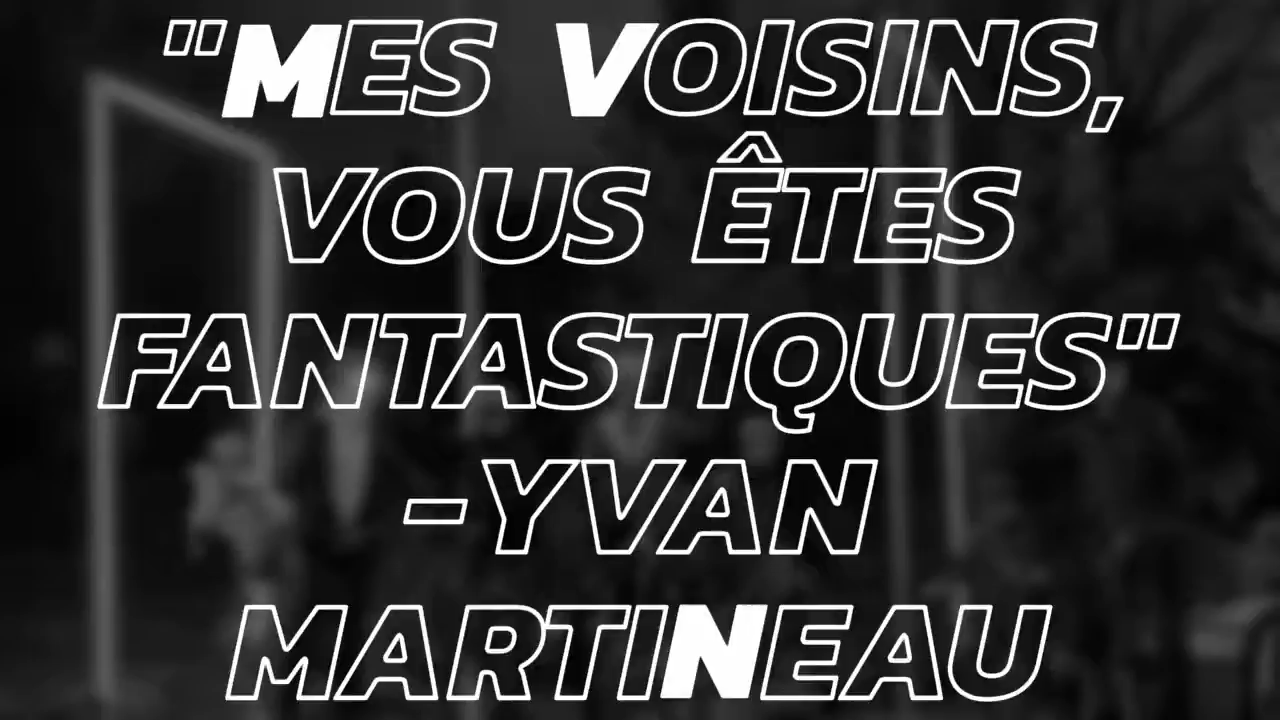 "MES VOISINS,
VOUS ÊTES
FANTASTIQUES"
-YVAN
MARTINEAU